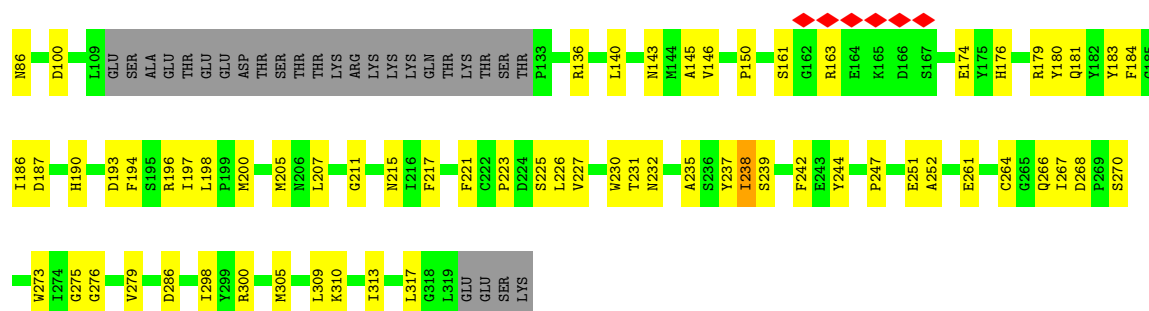 N86 D100 L109 GLU SER ALA GLU THR GLU GLU ASP THR SER THR THR LYS ARG LYS LYS LYS GLN THR LYS THR SER THR P133 R136 L140 N143 M144 A145 V146 P150 S161 G162 R163 E164 K165 D166 S167 E174 Y175 H176 R179 Y180 Q181 Y182 Y183 F184 G185
I186 D187 H190 D193 F194 S195 R196 I197 L198 P199 M200 M205 N206 L207 G211 N215 I216 F217 F221 C222 P223 D224 S225 L226 V227 W230 T231 N232 A235 S236 Y237 I238 S239 F242 E243 Y244 P247 E251 A252 E261 C264 G265 Q266 I267 D268 P269 S270
W273 I274 G275 G276 V279 D286 I298 Y299 R300 M305 L309 K310 I313 L317 G318 L319 GLU GLU SER LYS